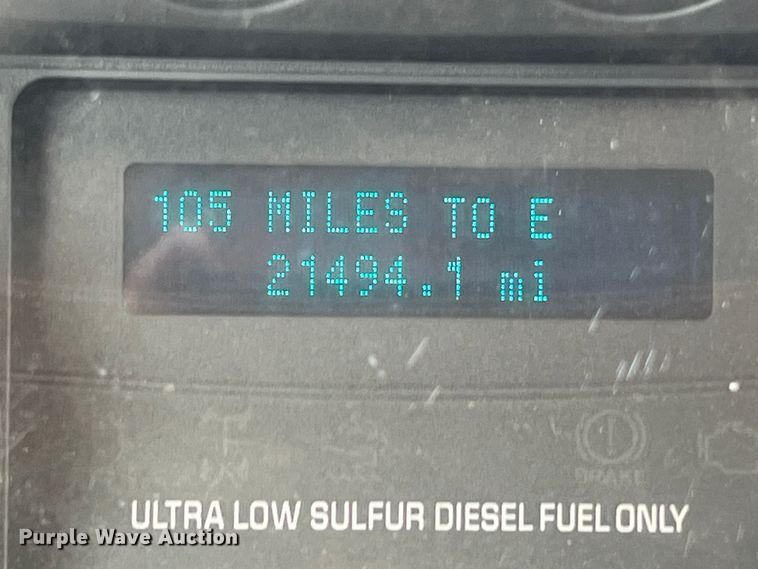 105 MILES TO E
21494.1 mi
BRAKE
ULTRA LOW SULFUR DIESEL FUEL ONLY
Purple Wave Auction